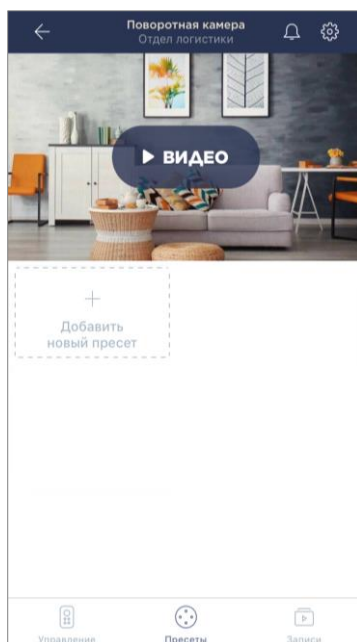 Поворотная камера
Отдел логистики
ВИДЕО
Добавить
новый пресет
Управление
Пресеты
Записи